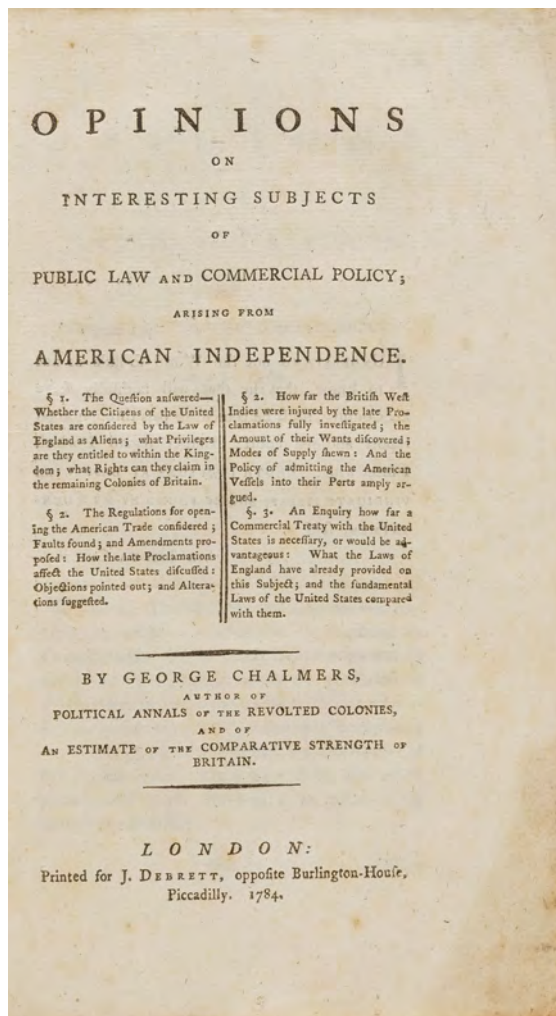 OPINIONS
ON
INTERESTING SUBJECTS
OF
PUBLIC LAW AND COMMERCIAL POLICY;
ARISING FROM
AMERICAN INDEPENDENCE.
§ 1. The Queſtion anſwered—
Whether the Citizens of the United
States are conſidered by the Law of
England as Aliens; what Privileges
are they entitled to within the King-
dom; what Rights can they claim in
the remaining Colonies of Britain.
§ 2. The Regulations for open-
ing the American Trade conſidered;
Faults found; and Amendments pro-
poſed: How the late Proclamations
affect the United States diſcuſſed:
Objections pointed out; and Altera-
tions ſuggeſted.
§ 2. How far the Britiſh Weſt
Indies were injured by the late Pro-
clamations fully inveſtigated; the
Amount of their Wants diſcovered;
Modes of Supply ſhewn: And the
Policy of admitting the American
Veſſels into their Ports amply ar-
gued.
§. 3. An Enquiry how far a
Commercial Treaty with the United
States is neceſſary, or would be ad-
vantageous: What the Laws of
England have already provided on
this Subject; and the fundamental
Laws of the United States compared
with them.
BY GEORGE CHALMERS,
AUTHOR OF
POLITICAL ANNALS OF THE REVOLTED COLONIES,
AND OF
AN ESTIMATE OF THE COMPARATIVE STRENGTH OF
BRITAIN.
LONDON:
Printed for J. DEBRETT, oppoſite Burlington-Houſe,
Piccadilly. 1784.